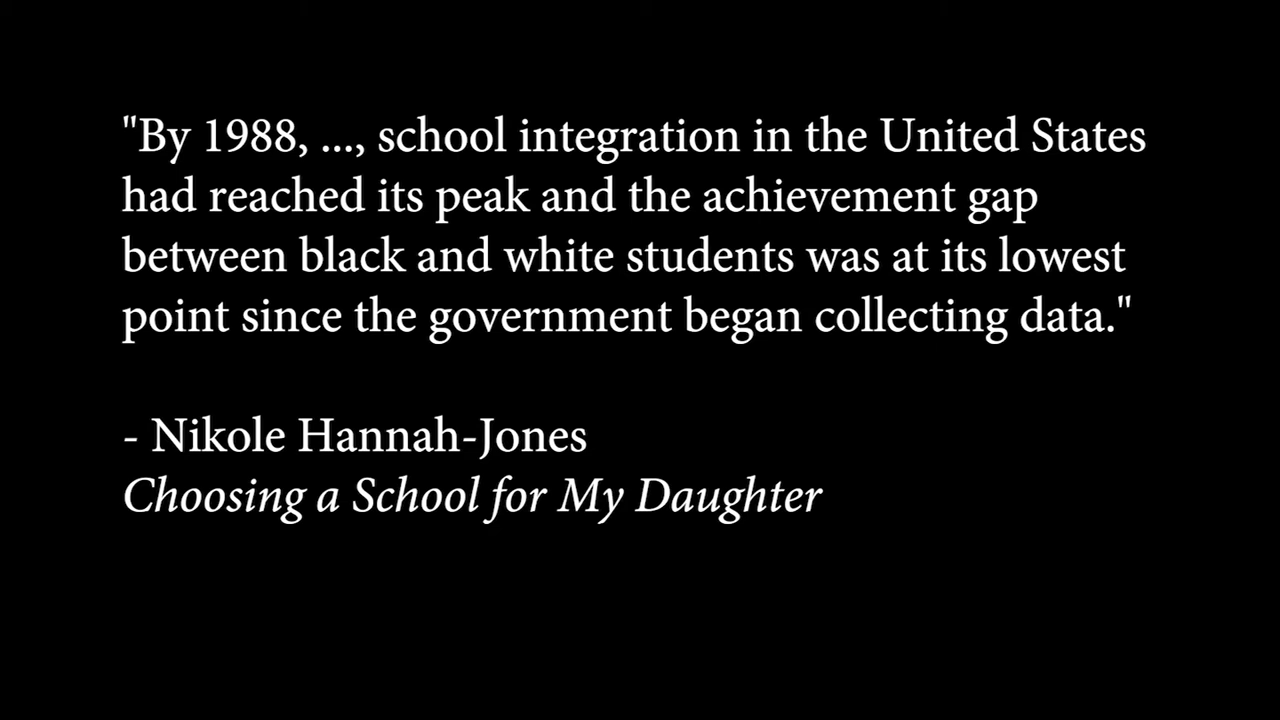 "By 1988, ..., school integration in the United States
had reached its peak and the achievement gap
between black and white students was at its lowest
point since the government began collecting data."
- Nikole Hannah-Jones
Choosing a School for My Daughter